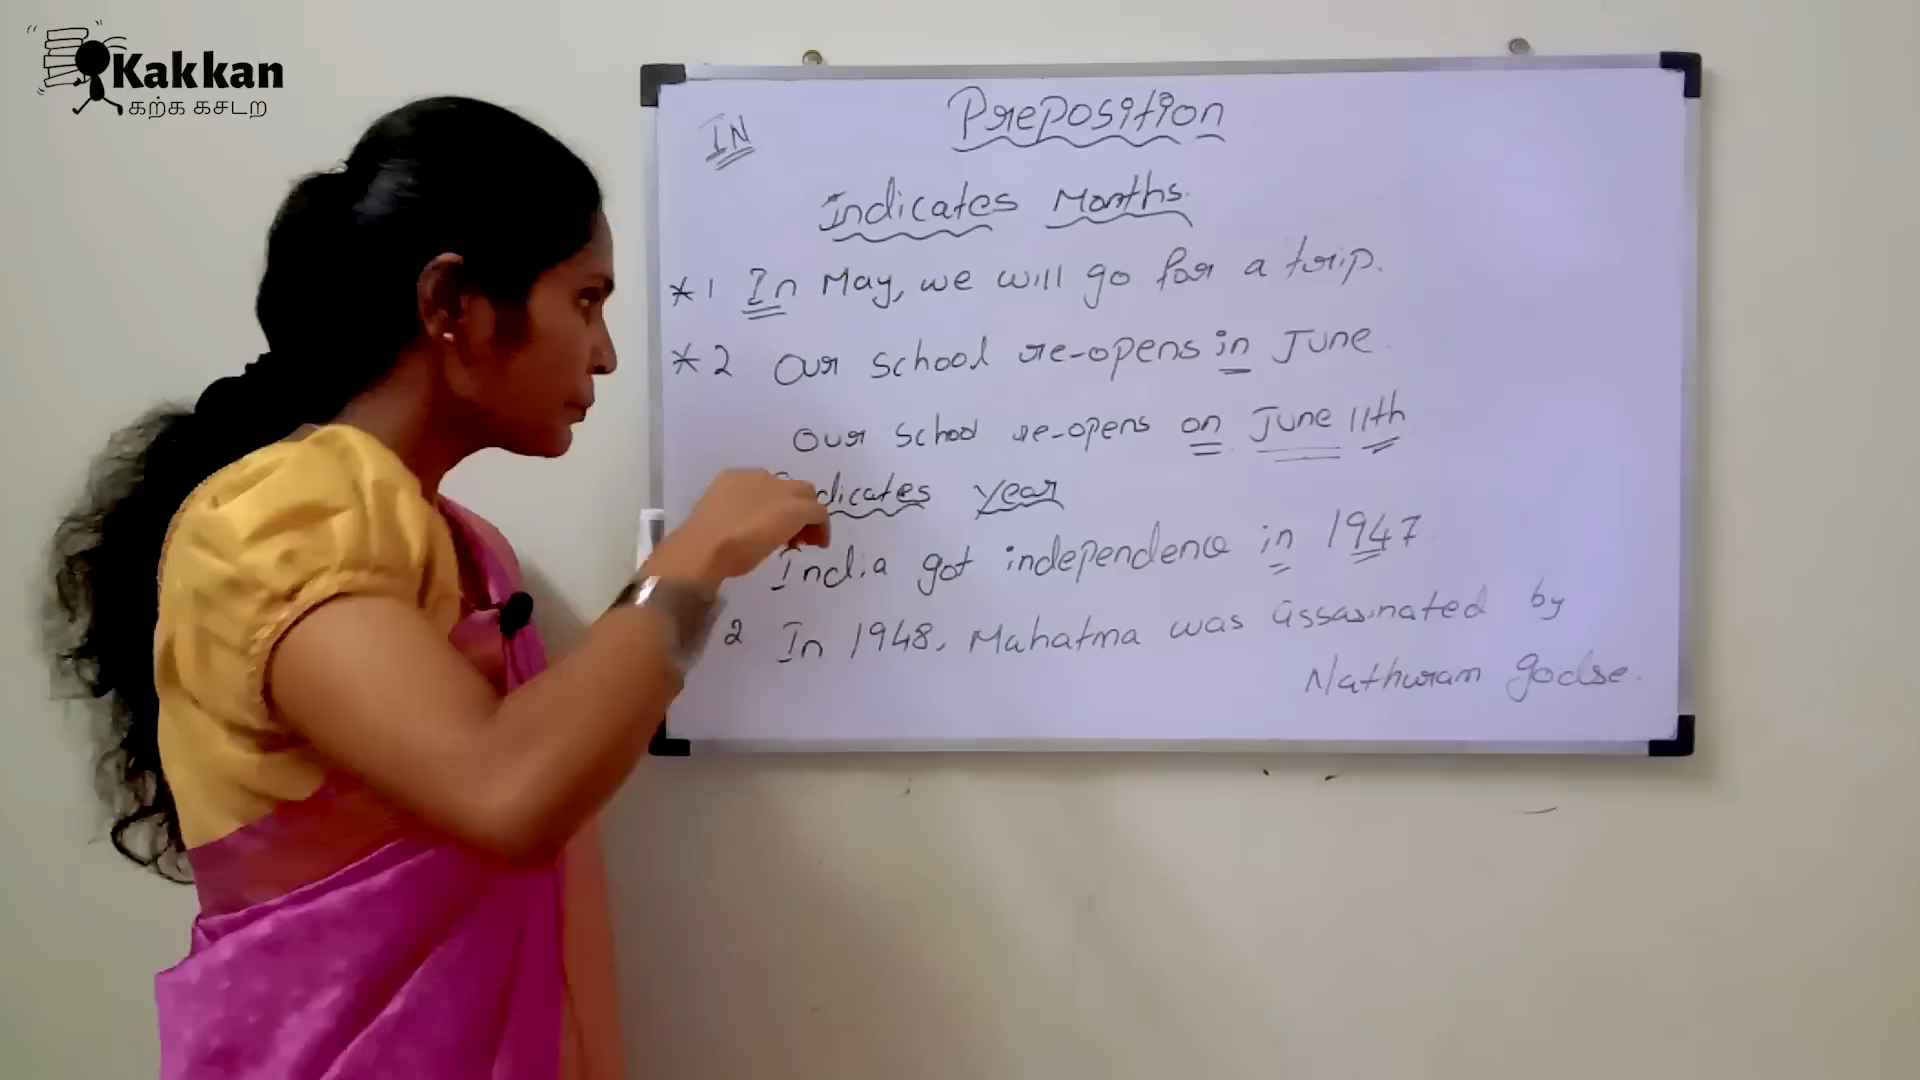 Kakkan
கற்க கசடற
Preposition
IN
Indicates Months.
*1 In May, we will go for a trip.
*2 Our school re-opens in June.
Our school re-opens on June 11th
year
India got independence in 1947
2 In 1948, Mahatma was assasinated by
Nathuram godse.